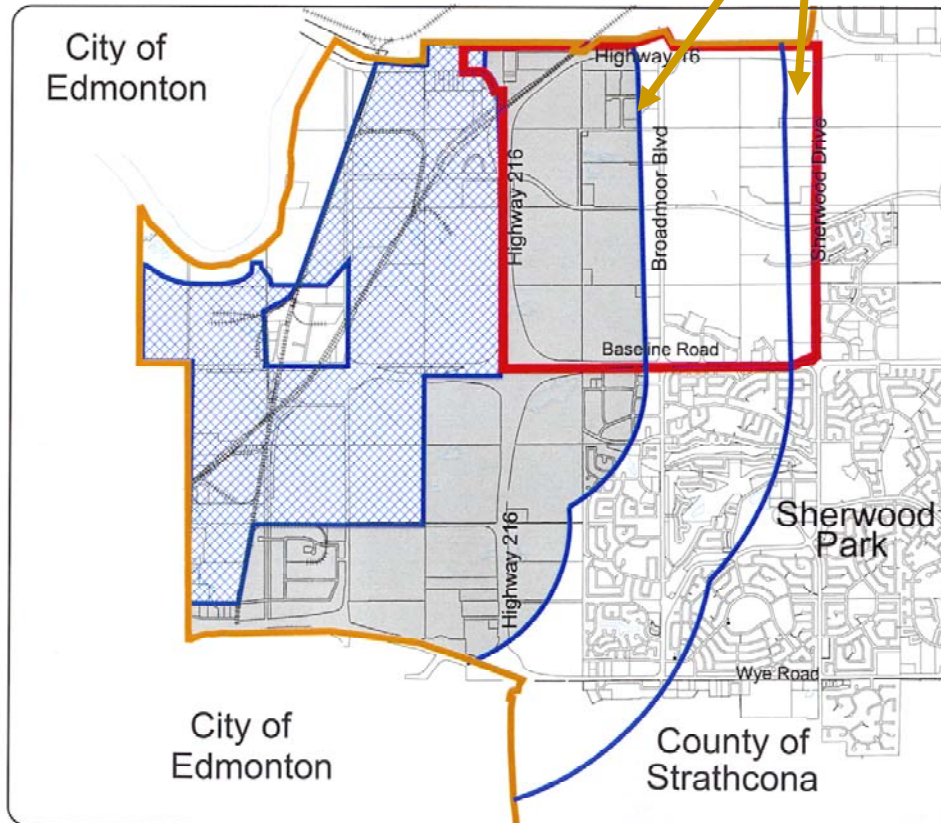 City of
Edmonton
Highway 16
Highway 216
Broadmoor Blvd
Sherwood Drive
Baseline Road
Sherwood
Park
Highway 216
Wye Road
City of
Edmonton
County of
Strathcona